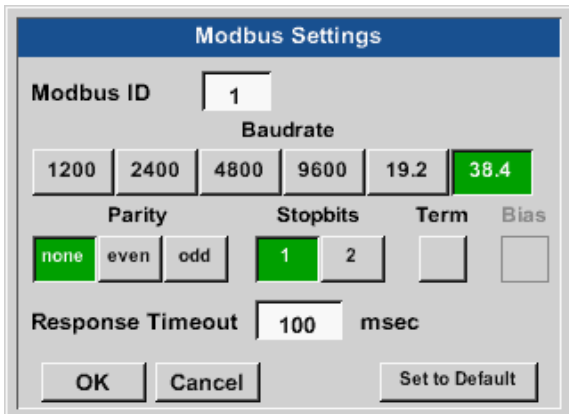 Modbus Settings
Modbus ID 1
Baudrate
1200 2400 4800 9600 19.2 38.4
Parity Stopbits Term Bias
none even odd 1 2
Response Timeout 100 msec
OK Cancel Set to Default